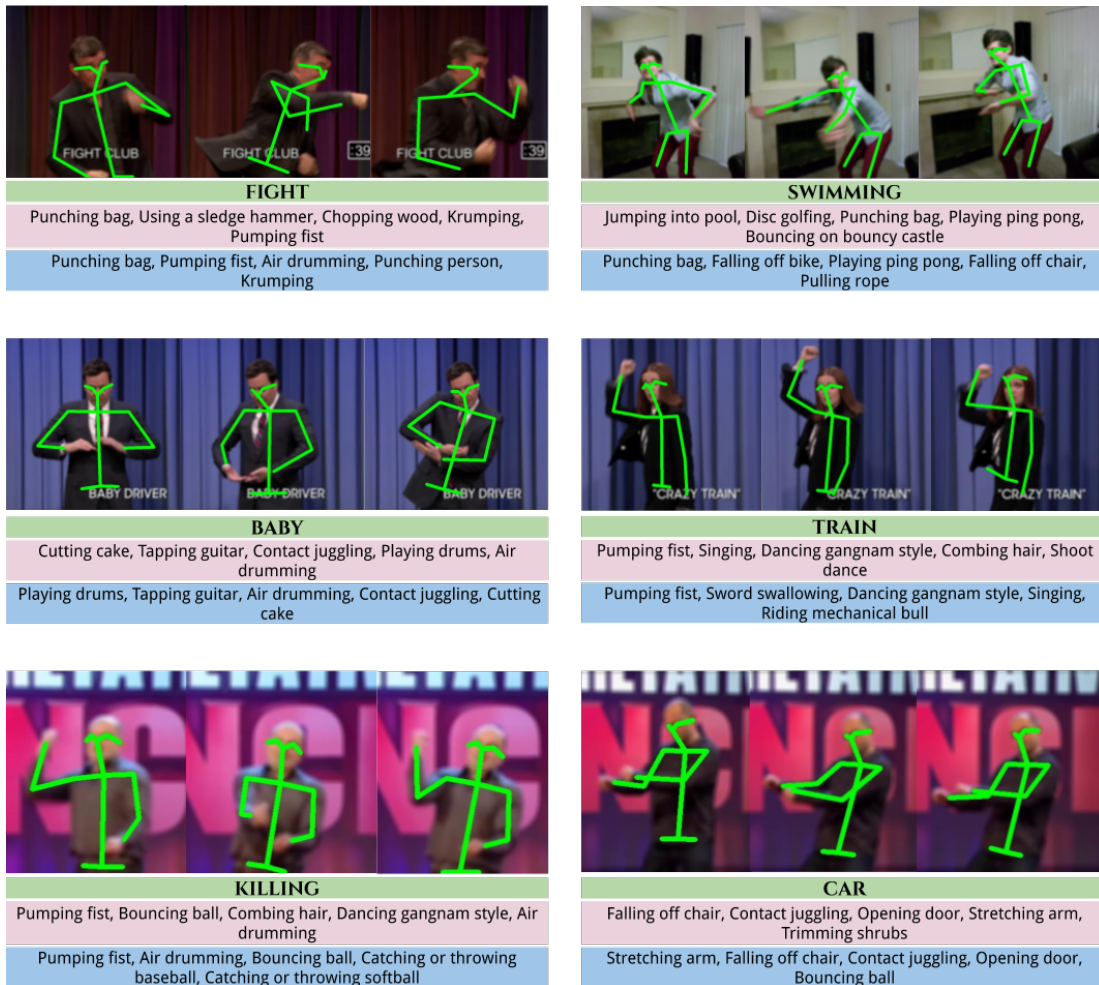 FIGHT CLUB
FIGHT CLUB
:39
FIGHT CLUB
:39
FIGHT
Punching bag, Using a sledge hammer, Chopping wood, Krumping,
Pumping fist
Punching bag, Pumping fist, Air drumming, Punching person,
Krumping
SWIMMING
Jumping into pool, Disc golfing, Punching bag, Playing ping pong,
Bouncing on bouncy castle
Punching bag, Falling off bike, Playing ping pong, Falling off chair,
Pulling rope
BABY DRIVER
BABY DRIVER
BABY DRIVER
BABY
Cutting cake, Tapping guitar, Contact juggling, Playing drums, Air
drumming
Playing drums, Tapping guitar, Air drumming, Contact juggling, Cutting
cake
"CRAZY TRAIN"
"CRAZY TRAIN"
"CRAZY TRAIN"
TRAIN
Pumping fist, Singing, Dancing gangnam style, Combing hair, Shoot
dance
Pumping fist, Sword swallowing, Dancing gangnam style, Singing,
Riding mechanical bull
NC
NC
NC
KILLING
Pumping fist, Bouncing ball, Combing hair, Dancing gangnam style, Air
drumming
Pumping fist, Air drumming, Bouncing ball, Catching or throwing
baseball, Catching or throwing softball
CAR
Falling off chair, Contact juggling, Opening door, Stretching arm,
Trimming shrubs
Stretching arm, Falling off chair, Contact juggling, Opening door,
Bouncing ball